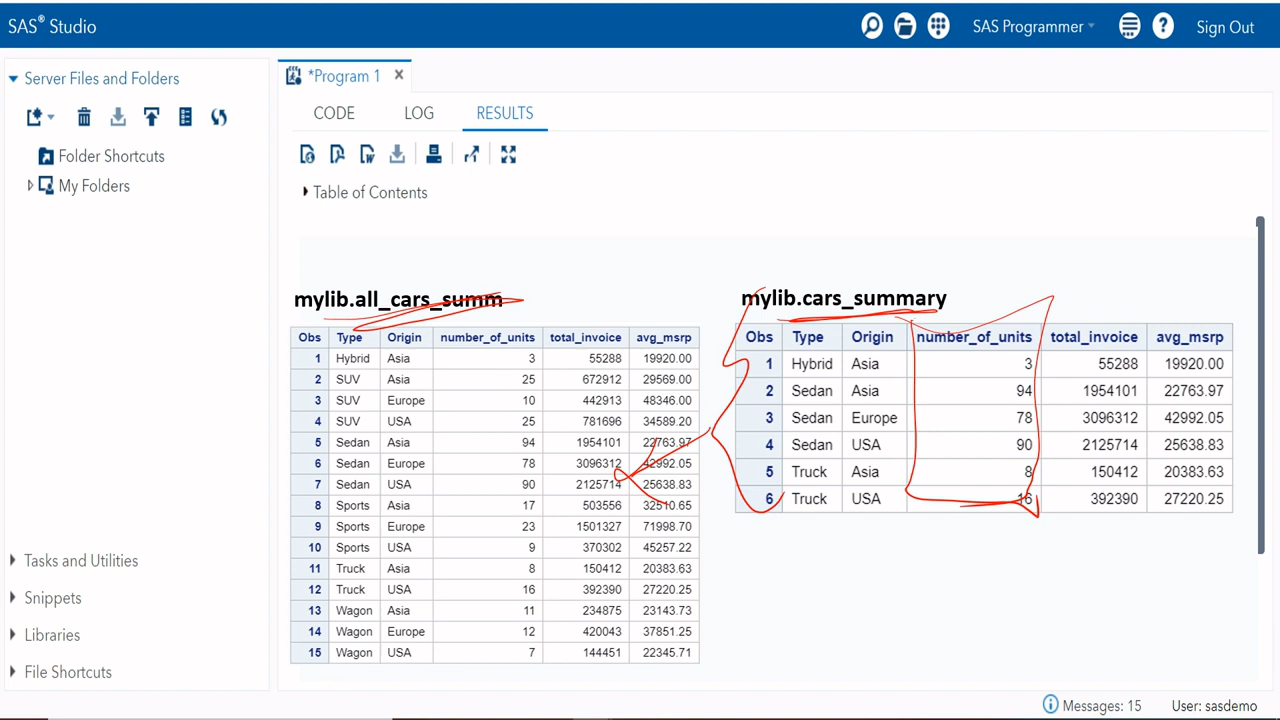 SAS® Studio
SAS Programmer
Sign Out
Server Files and Folders
Folder Shortcuts
My Folders
Tasks and Utilities
Snippets
Libraries
File Shortcuts
*Program 1
CODE LOG RESULTS
Table of Contents
mylib.all_cars_summ
Obs Type Origin number_of_units total_invoice avg_msrp
1 Hybrid Asia 3 55288 19920.00
2 SUV Asia 25 672912 29569.00
3 SUV Europe 10 442913 48346.00
4 SUV USA 25 781696 34589.20
5 Sedan Asia 94 1954101 22763.97
6 Sedan Europe 78 3096312 42992.05
7 Sedan USA 90 2125714 25638.83
8 Sports Asia 17 503556 32510.65
9 Sports Europe 23 1501327 71998.70
10 Sports USA 9 370302 45257.22
11 Truck Asia 8 150412 20383.63
12 Truck USA 16 392390 27220.25
13 Wagon Asia 11 234875 23143.73
14 Wagon Europe 12 420043 37851.25
15 Wagon USA 7 144451 22345.71
mylib.cars_summary
Obs Type Origin number_of_units total_invoice avg_msrp
1 Hybrid Asia 3 55288 19920.00
2 Sedan Asia 94 1954101 22763.97
3 Sedan Europe 78 3096312 42992.05
4 Sedan USA 90 2125714 25638.83
5 Truck Asia 8 150412 20383.63
6 Truck USA 16 392390 27220.25
Messages: 15
User: sasdemo